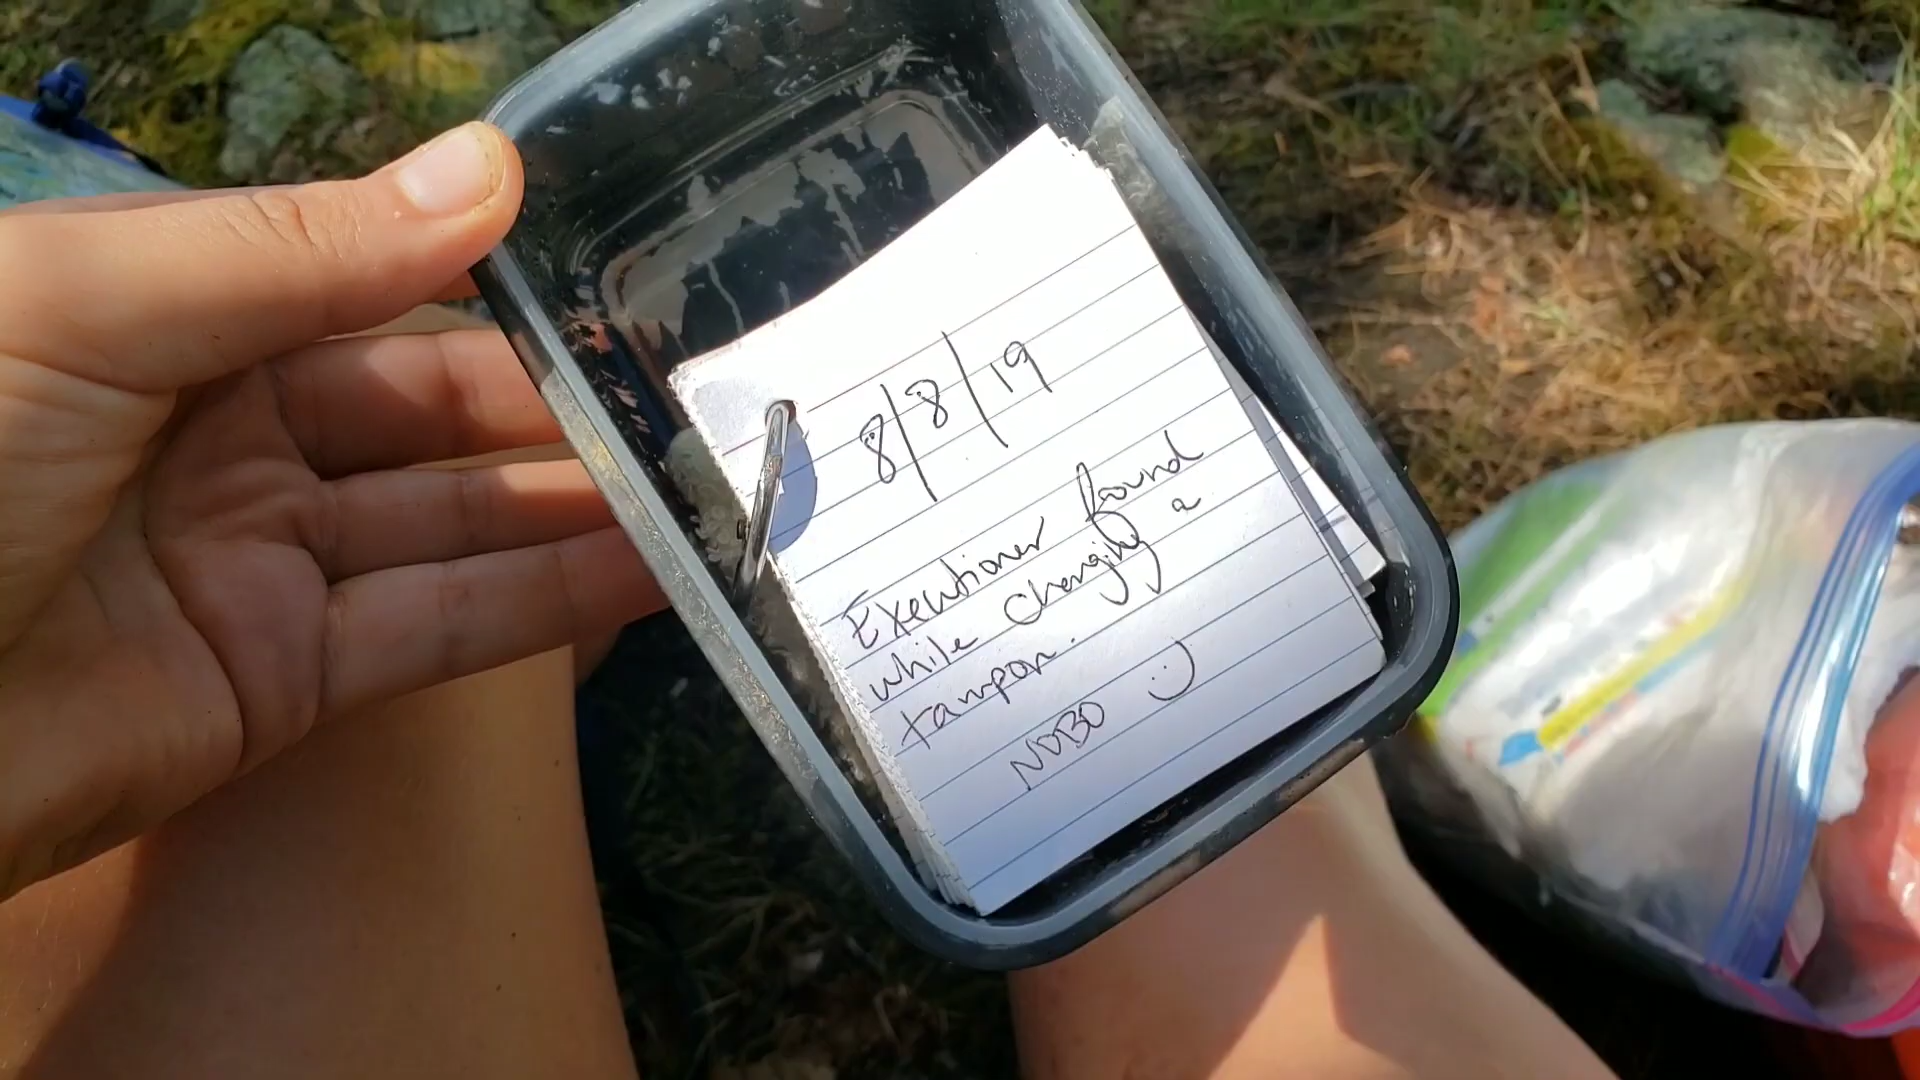 8/8/19
Executioner found
while changing a
tampon.
NOBO :)